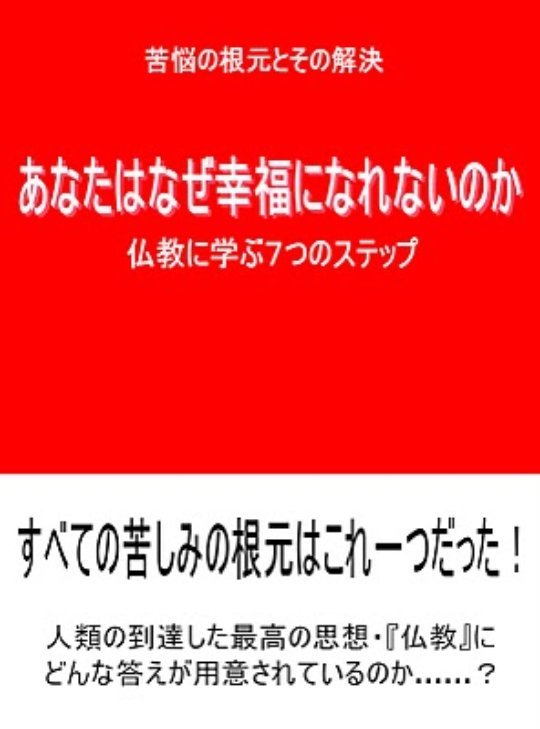 苦悩の根元とその解決
あなたはなぜ幸福になれないのか
仏教に学ぶ7つのステップ
すべての苦しみの根元はこれ一つだった！
人類の到達した最高の思想・『仏教』に
どんな答えが用意されているのか……？